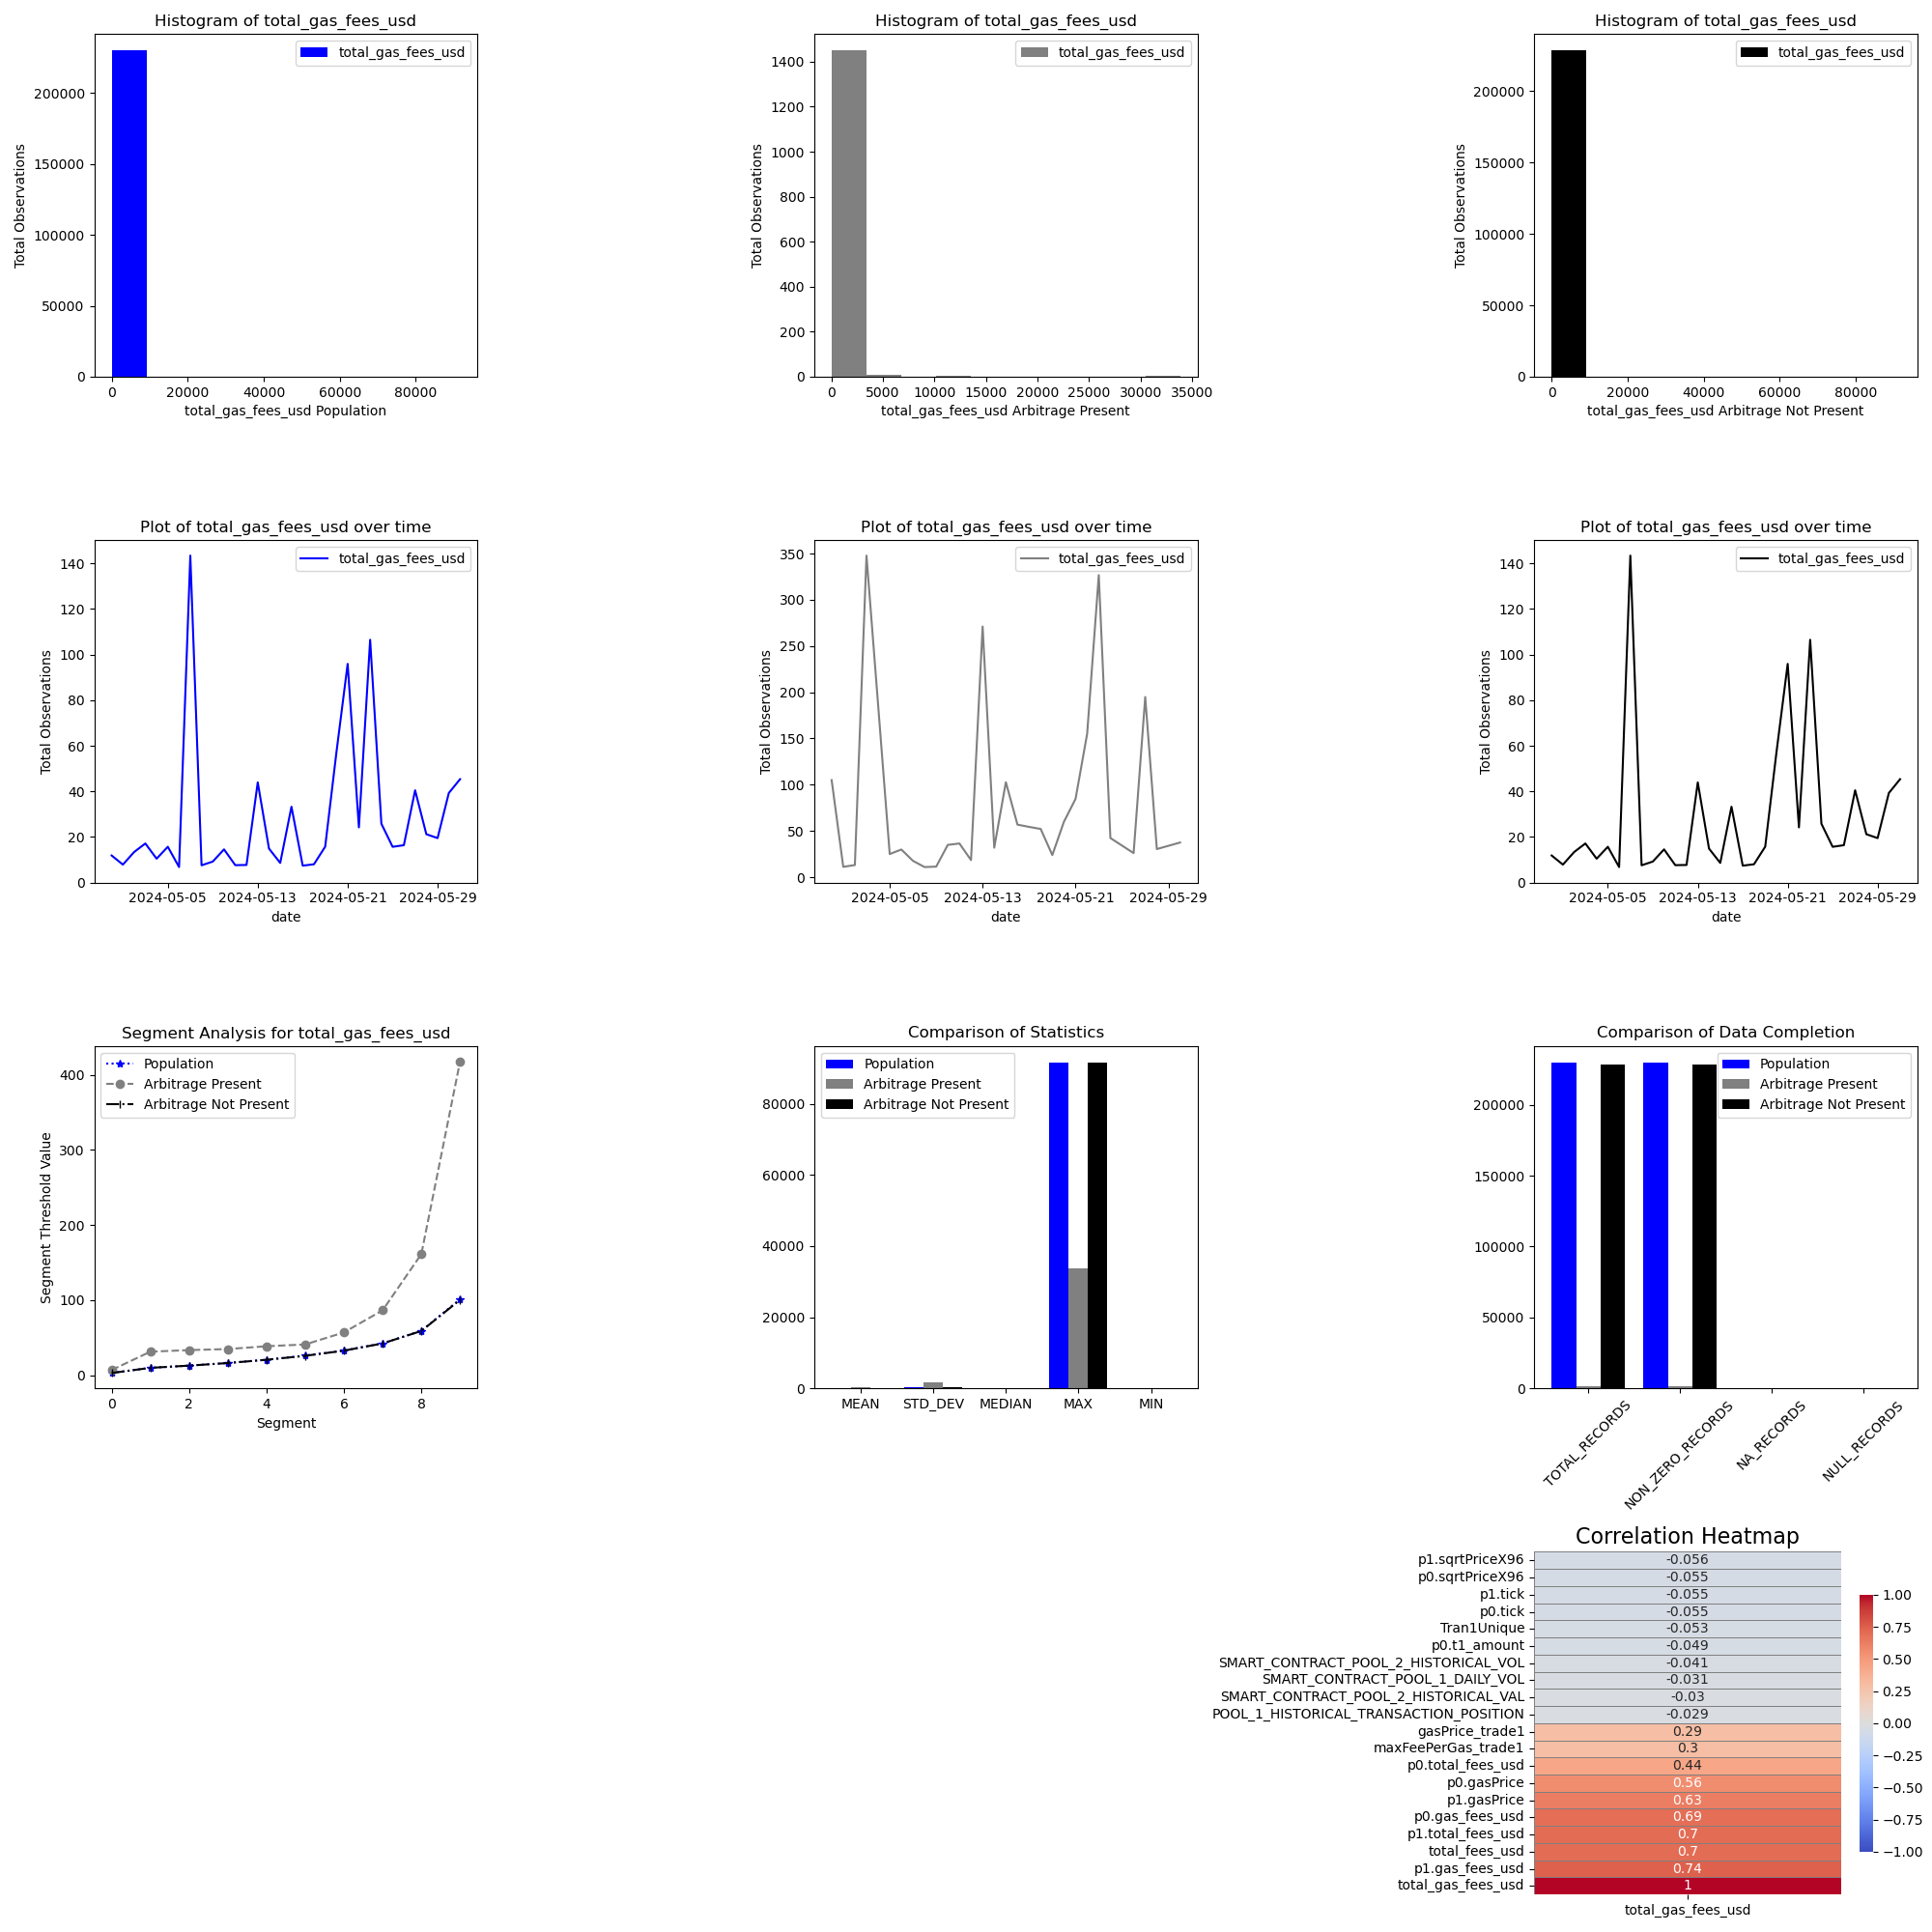 Histogram of total_gas_fees_usd
total_gas_fees_usd
200000
150000
100000
50000
0
Total Observations
0 20000 40000 60000 80000
total_gas_fees_usd Population
Histogram of total_gas_fees_usd
total_gas_fees_usd
1400
1200
1000
800
600
400
200
0
Total Observations
0 5000 10000 15000 20000 25000 30000 35000
total_gas_fees_usd Arbitrage Present
Histogram of total_gas_fees_usd
total_gas_fees_usd
200000
150000
100000
50000
0
Total Observations
0 20000 40000 60000 80000
total_gas_fees_usd Arbitrage Not Present
Plot of total_gas_fees_usd over time
total_gas_fees_usd
140
120
100
80
60
40
20
0
Total Observations
2024-05-05 2024-05-13 2024-05-21 2024-05-29
date
Plot of total_gas_fees_usd over time
total_gas_fees_usd
350
300
250
200
150
100
50
0
Total Observations
2024-05-05 2024-05-13 2024-05-21 2024-05-29
date
Plot of total_gas_fees_usd over time
total_gas_fees_usd
140
120
100
80
60
40
20
0
Total Observations
2024-05-05 2024-05-13 2024-05-21 2024-05-29
date
Segment Analysis for total_gas_fees_usd
Population
Arbitrage Present
Arbitrage Not Present
400
300
200
100
0
Segment Threshold Value
0 2 4 6 8
Segment
Comparison of Statistics
Population
Arbitrage Present
Arbitrage Not Present
80000
60000
40000
20000
0
MEAN STD_DEV MEDIAN MAX MIN
Comparison of Data Completion
Population
Arbitrage Present
Arbitrage Not Present
200000
150000
100000
50000
0
TOTAL_RECORDS
NON_ZERO_RECORDS
NA_RECORDS
NULL_RECORDS
Correlation Heatmap
p1.sqrtPriceX96 -0.056
p0.sqrtPriceX96 -0.055
p1.tick -0.055
p0.tick -0.055
Tran1Unique -0.053
p0.t1_amount -0.049
SMART_CONTRACT_POOL_2_HISTORICAL_VOL -0.041
SMART_CONTRACT_POOL_1_DAILY_VOL -0.031
SMART_CONTRACT_POOL_2_HISTORICAL_VAL -0.03
POOL_1_HISTORICAL_TRANSACTION_POSITION -0.029
gasPrice_trade1 0.29
maxFeePerGas_trade1 0.3
p0.total_fees_usd 0.44
p0.gasPrice 0.56
p1.gasPrice 0.63
p0.gas_fees_usd 0.69
p1.total_fees_usd 0.7
total_fees_usd 0.7
p1.gas_fees_usd 0.74
total_gas_fees_usd 1
total_gas_fees_usd
1.00
0.75
0.50
0.25
0.00
−0.25
−0.50
−0.75
−1.00